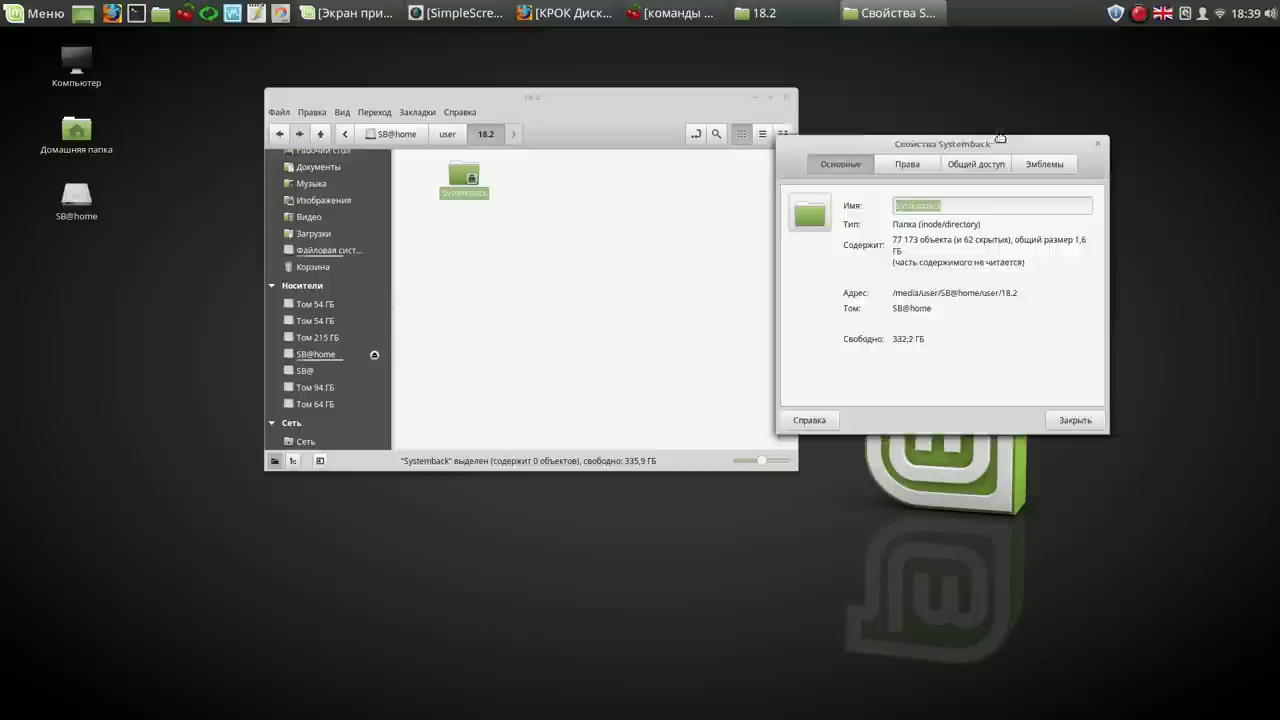 Меню
[Экран при...
[SimpleScre...
[КРОК Диск...
[команды ...
18.2
Свойства S...
18:39
Компьютер
Домашняя папка
SB@home
18.2
Файл Правка Вид Переход Закладки Справка
SB@home user 18.2
Рабочий стол
Документы
Музыка
Изображения
Видео
Загрузки
Файловая сист...
Корзина
Носители
Том 54 ГБ
Том 54 ГБ
Том 215 ГБ
SB@home
SB@
Том 94 ГБ
Том 64 ГБ
Сеть
Сеть
Systemback
"Systemback" выделен (содержит 0 объектов), свободно: 335,9 ГБ
Свойства Systemback
Основные Права Общий доступ Эмблемы
Имя: Systemback
Тип: Папка (inode/directory)
Содержит: 77 173 объекта (и 62 скрытых), общий размер 1,6
ГБ
(часть содержимого не читается)
Адрес: /media/user/SB@home/user/18.2
Том: SB@home
Свободно: 332,2 ГБ
Справка Закрыть